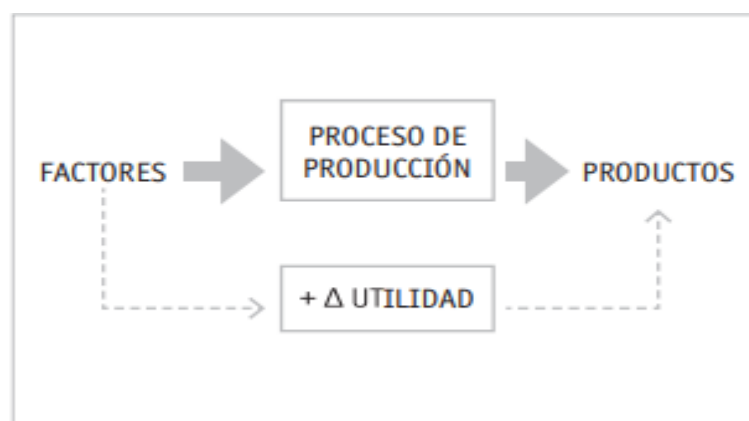 FACTORES
PROCESO DE
PRODUCCIÓN
PRODUCTOS
+ Δ UTILIDAD